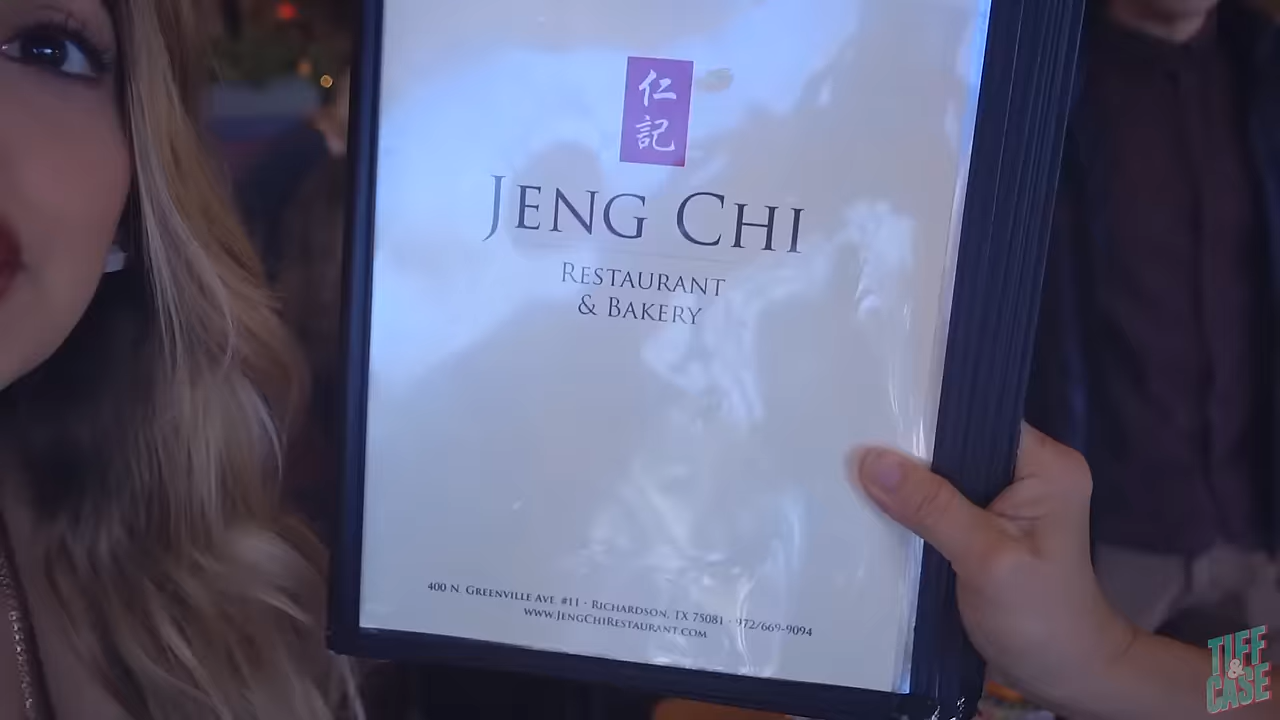 仁
記
JENG CHI
RESTAURANT
& BAKERY
400 N. GREENVILLE AVE. #11 · RICHARDSON, TX 75081 · 972/669-9094
WWW.JENGCHIRESTAURANT.COM
TIFF
&
CASE